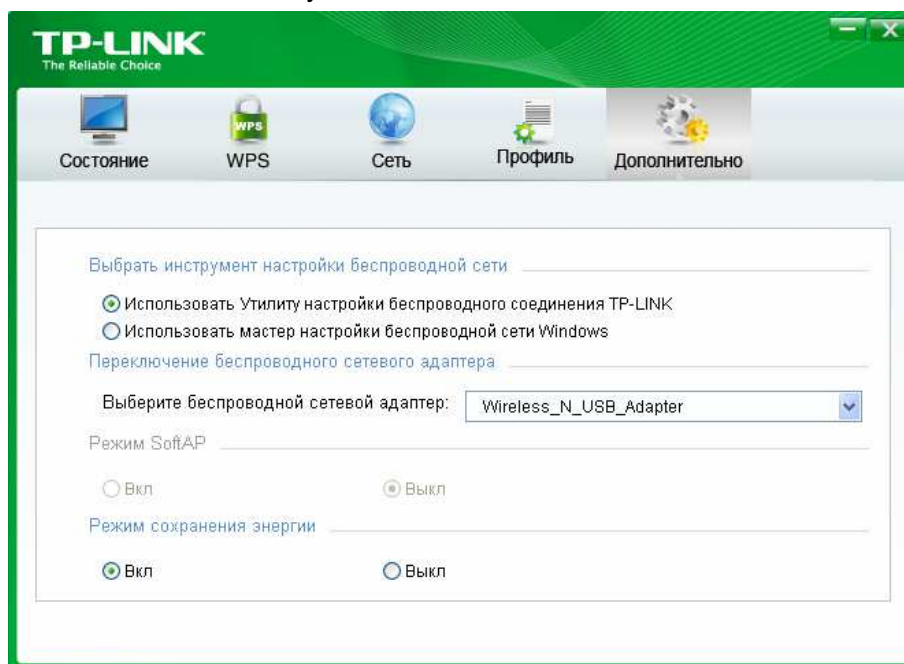 TP-LINK
The Reliable Choice
Состояние
WPS
WPS
Сеть
Профиль
Дополнительно
Выбрать инструмент настройки беспроводной сети
Использовать Утилиту настройки беспроводного соединения TP-LINK
Использовать мастер настройки беспроводной сети Windows
Переключение беспроводного сетевого адаптера
Выберите беспроводной сетевой адаптер: Wireless_N_USB_Adapter
Режим SoftAP
Вкл Выкл
Режим сохранения энергии
Вкл Выкл